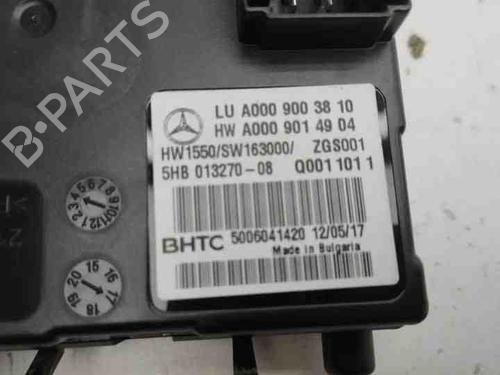 LU A000 900 38 10
HW A000 901 49 04
HW1550/SW163000/ ZGS001
5HB 013270-08 Q001 101 1
BHTC 5006041420 12/05/17
Made in Bulgaria
B-PARTS